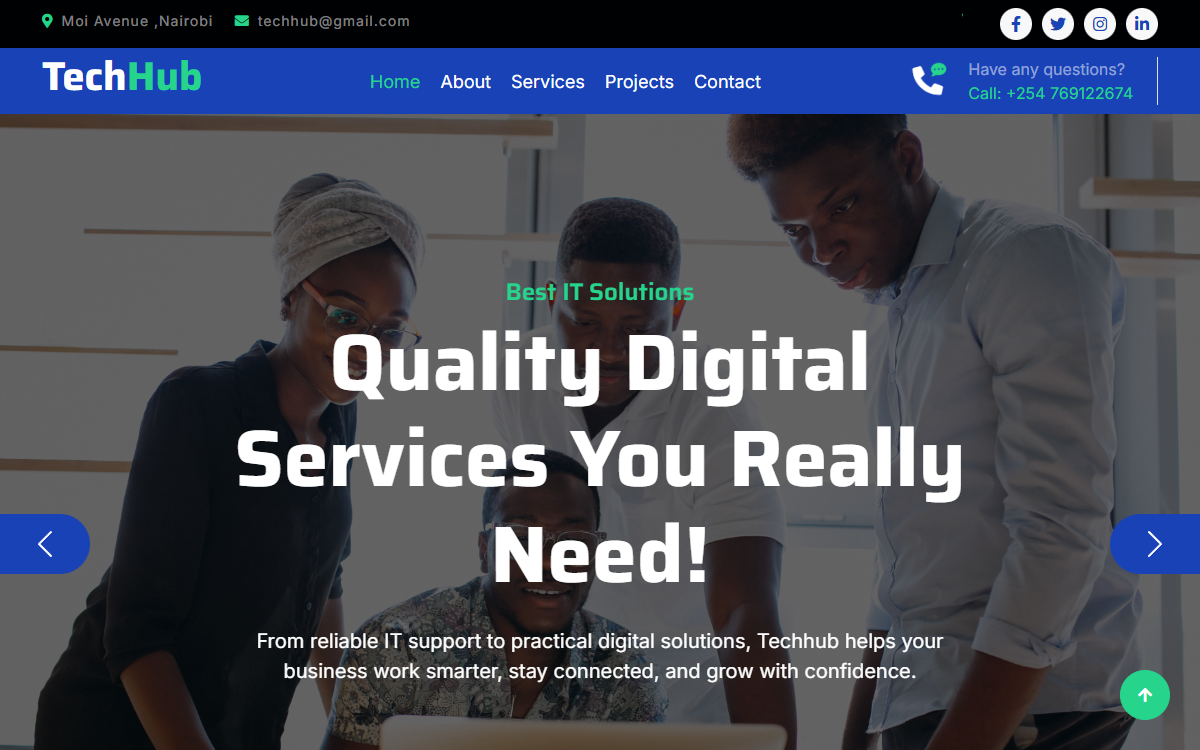 Moi Avenue ,Nairobi
techhub@gmail.com
TechHub
Home
About
Services
Projects
Contact
Have any questions?
Call: +254 769122674
Best IT Solutions
Quality Digital
Services You Really
Need!
From reliable IT support to practical digital solutions, Techhub helps your
business work smarter, stay connected, and grow with confidence.